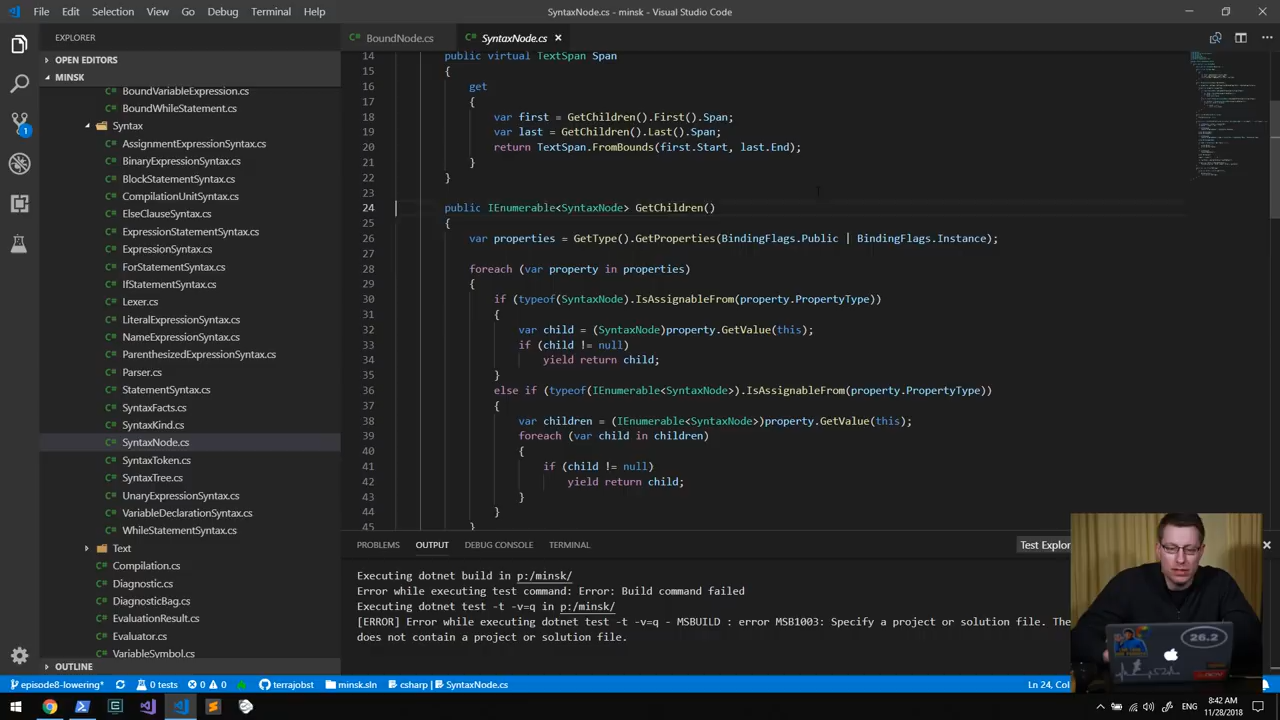 File Edit Selection View Go Debug Terminal Help
SyntaxNode.cs - minsk - Visual Studio Code
EXPLORER
OPEN EDITORS
MINSK
BoundVariableExpression.cs
BoundWhileStatement.cs
Syntax
AssignmentExpressionSyntax.cs
BinaryExpressionSyntax.cs
BlockStatementSyntax.cs
CompilationUnitSyntax.cs
ElseClauseSyntax.cs
ExpressionStatementSyntax.cs
ExpressionSyntax.cs
ForStatementSyntax.cs
IfStatementSyntax.cs
Lexer.cs
LiteralExpressionSyntax.cs
NameExpressionSyntax.cs
ParenthesizedExpressionSyntax.cs
Parser.cs
StatementSyntax.cs
SyntaxFacts.cs
SyntaxKind.cs
SyntaxNode.cs
SyntaxToken.cs
SyntaxTree.cs
UnaryExpressionSyntax.cs
VariableDeclarationSyntax.cs
WhileStatementSyntax.cs
Text
Compilation.cs
Diagnostic.cs
DiagnosticBag.cs
EvaluationResult.cs
Evaluator.cs
VariableSymbol.cs
OUTLINE
BoundNode.cs SyntaxNode.cs
14 public virtual TextSpan Span
15 {
16 get
17 {
18 var first = GetChildren().First().Span;
19 var last = GetChildren().Last().Span;
20 return TextSpan.FromBounds(first.Start, last.End);
21 }
22 }
23
24 public IEnumerable<SyntaxNode> GetChildren()
25 {
26 var properties = GetType().GetProperties(BindingFlags.Public | BindingFlags.Instance);
27
28 foreach (var property in properties)
29 {
30 if (typeof(SyntaxNode).IsAssignableFrom(property.PropertyType))
31 {
32 var child = (SyntaxNode)property.GetValue(this);
33 if (child != null)
34 yield return child;
35 }
36 else if (typeof(IEnumerable<SyntaxNode>).IsAssignableFrom(property.PropertyType))
37 {
38 var children = (IEnumerable<SyntaxNode>)property.GetValue(this);
39 foreach (var child in children)
40 {
41 if (child != null)
42 yield return child;
43 }
44 }
45 }
PROBLEMS OUTPUT DEBUG CONSOLE TERMINAL
Test Explo
Executing dotnet build in p:/minsk/
Error while executing test command: Error: Build command failed
Executing dotnet test -t -v=q in p:/minsk/
[ERROR] Error while executing dotnet test -t -v=q - MSBUILD : error MSB1003: Specify a project or solution file. The
does not contain a project or solution file.
26.2
1
episode8-lowering* 0 tests 0 0 terrajobst minsk.sln csharp | SyntaxNode.cs
Ln 24, Col
ENG
8:42 AM
11/28/2018